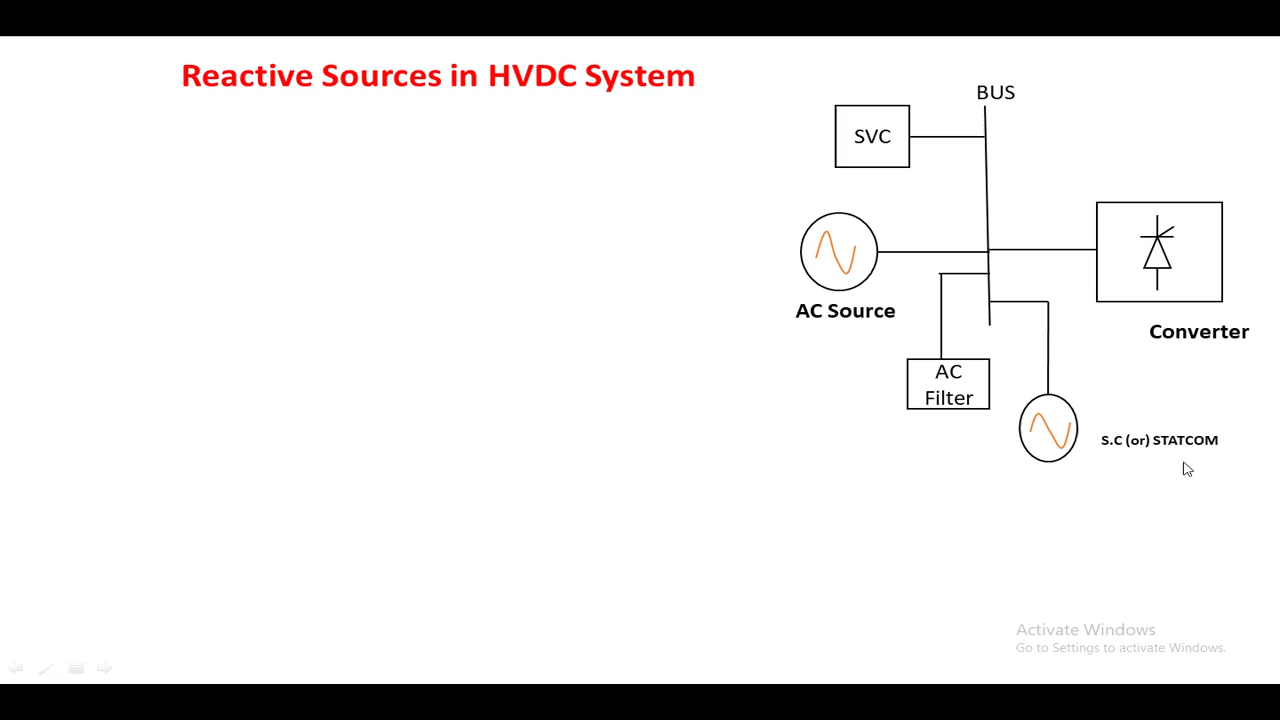 Reactive Sources in HVDC System
BUS
SVC
AC Source
Converter
AC
Filter
S.C (or) STATCOM
Activate Windows
Go to Settings to activate Windows.